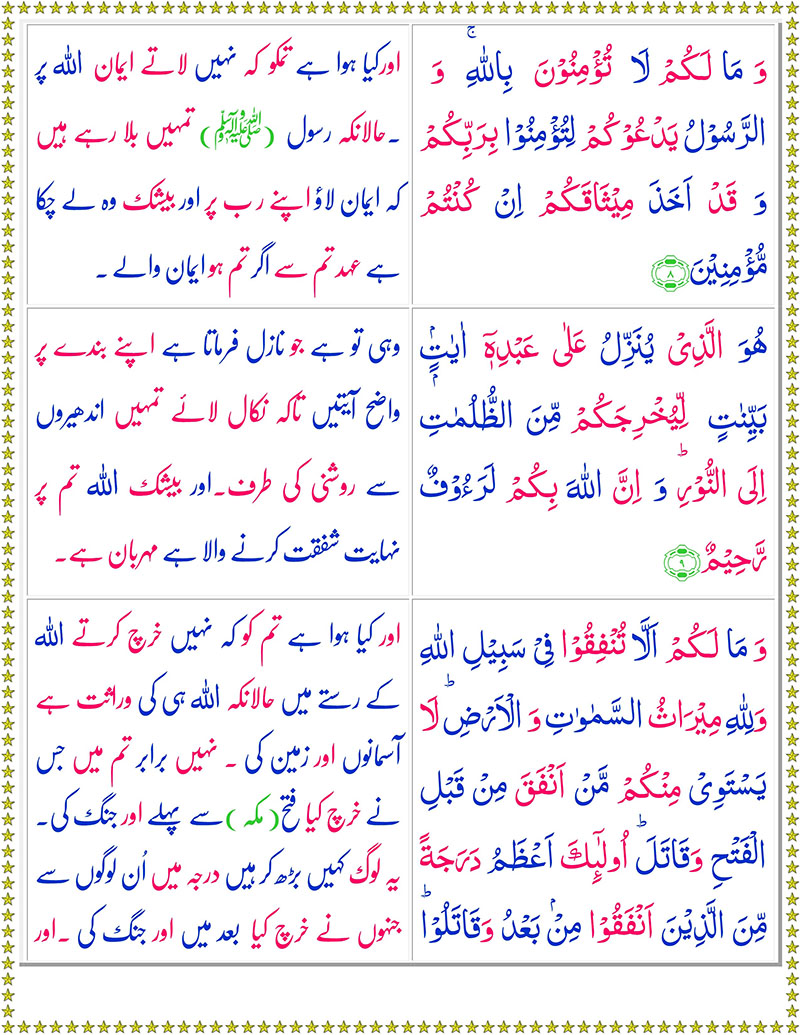 وَ مَا لَكُمْ لَا تُؤْمِنُوْنَ بِاللّٰهِ ۚ وَ
الرَّسُوْلُ يَدْعُوْكُمْ لِتُؤْمِنُوْا بِرَبِّكُمْ
وَ قَدْ اَخَذَ مِيْثَاقَكُمْ اِنْ كُنْتُمْ
مُّؤْمِنِيْنَ ۸
اورکیا ہوا ہے تمکو کہ نہیں لاتے ایمان اللہ پر
۔حالانکہ رسول (ﷺ) تمہیں بلا رہے ہیں
کہ ایمان لاؤ اپنے رب پر اور بیشک وہ لے چکا
ہے عہد تم سے اگر تم ہو ایمان والے ۔
هُوَ الَّذِیْ يُنَزِّلُ عَلٰی عَبْدِهٖۤ اٰيٰتٍۭ
بَيِّنٰتٍ لِّيُخْرِجَكُمْ مِّنَ الظُّلُمٰتِ
اِلَی النُّوْرِ ؕ وَ اِنَّ اللّٰهَ بِكُمْ لَرَءُوْفٌ
رَّحِيْمٌ ۹
وہی تو ہے جو نازل فرماتا ہے اپنے بندے پر
واضح آیتیں تاکہ نکال لائے تمہیں اندھیروں
سے روشنی کی طرف۔اور بیشک اللہ تم پر
نہایت شفقت کرنے والا ہے مہربان ہے۔
وَ مَا لَكُمْ اَلَّا تُنْفِقُوْا فِیْ سَبِيْلِ اللّٰهِ
وَلِلّٰهِ مِيْرَاثُ السَّمٰوٰتِ وَ الْاَرْضِ ؕ لَا
يَسْتَوِیْ مِنْكُمْ مَّنْ اَنْفَقَ مِنْ قَبْلِ
الْفَتْحِ وَقَاتَلَ ؕ اُولٰٓئِكَ اَعْظَمُ دَرَجَةً
مِّنَ الَّذِيْنَ اَنْفَقُوْا مِنْۢ بَعْدُ وَقَاتَلُوْا ؕ
اور کیا ہوا ہے تم کو کہ نہیں خرچ کرتے اللہ
کے رستے میں حالانکہ اللہ ہی کی وراثت ہے
آسمانوں اور زمین کی ۔ نہیں برابر تم میں جس
نے خرچ کیا فتح(مکہ) سے پہلے اور جنگ کی۔
یہ لوگ کہیں بڑھ کر ہیں درجہ میں اُن لوگوں سے
جنہوں نے خرچ کیا بعد میں اور جنگ کی ۔اور